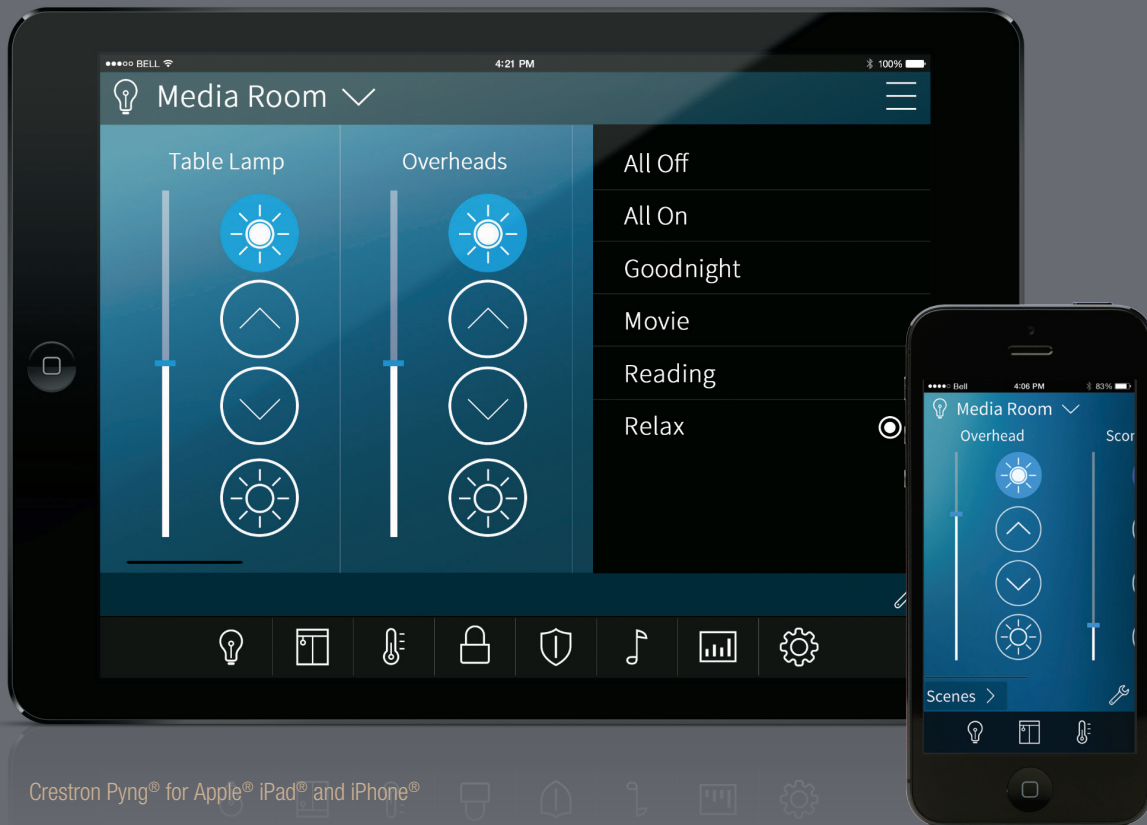 BELL 4:21 PM 100%
Media Room
Table Lamp Overheads
All Off
All On
Goodnight
Movie
Reading
Relax
Bell 4:06 PM 83%
Media Room
Overhead Scor
Scenes
Crestron Pyng® for Apple® iPad® and iPhone®